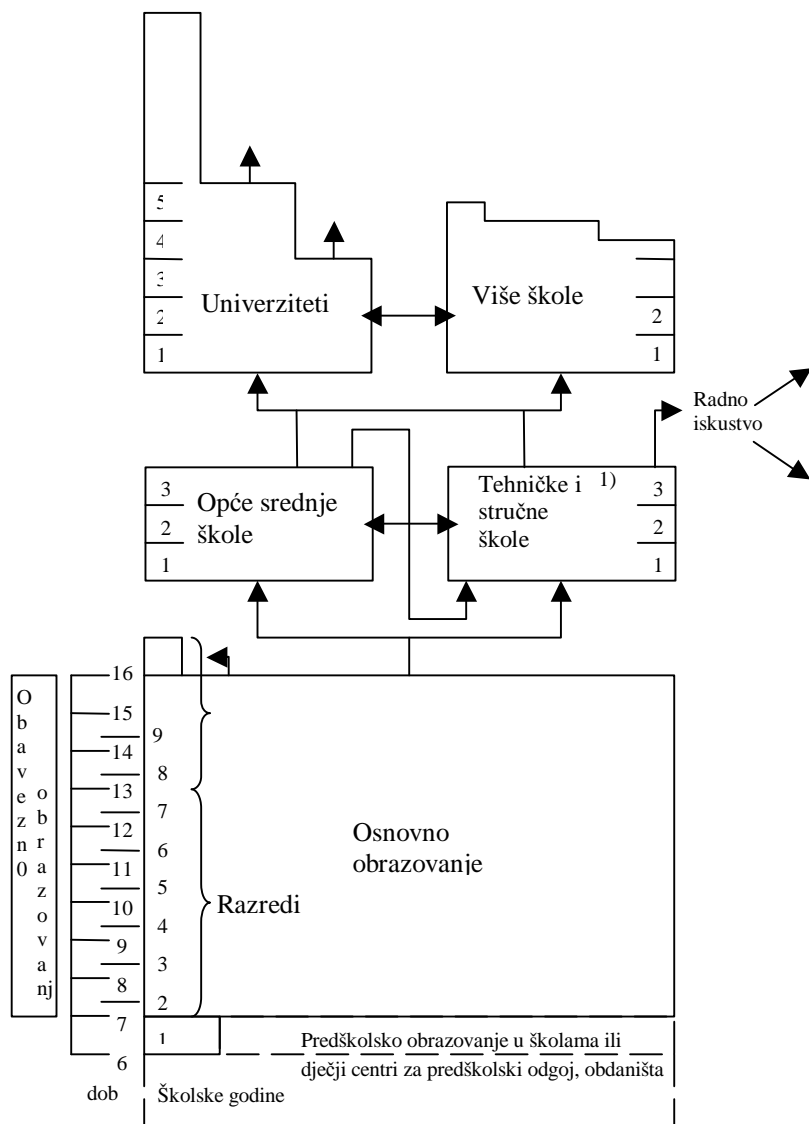 5
4
3
2
1
Univerziteti
Više škole
2
1
Radno
iskustvo
3
2
1
Opće srednje
škole
Tehničke i 1)
stručne
škole
3
2
1
Obavezn0
obrazovanj
16
15
14
13
12
11
10
9
8
7
6
9
8
7
6
5
4
3
2
1
Razredi
Osnovno
obrazovanje
Predškolsko obrazovanje u školama ili
dječji centri za predškolski odgoj, obdaništa
dob
Školske godine